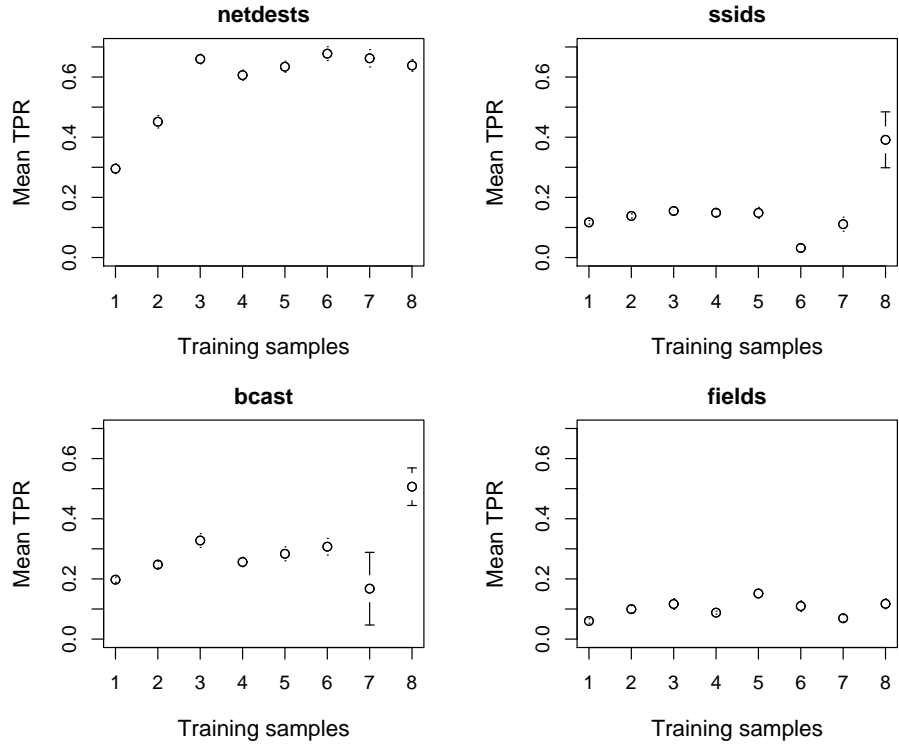 netdests
Mean TPR
0.0 0.2 0.4 0.6
1 2 3 4 5 6 7 8
Training samples
ssids
Mean TPR
0.0 0.2 0.4 0.6
1 2 3 4 5 6 7 8
Training samples
bcast
Mean TPR
0.0 0.2 0.4 0.6
1 2 3 4 5 6 7 8
Training samples
fields
Mean TPR
0.0 0.2 0.4 0.6
1 2 3 4 5 6 7 8
Training samples